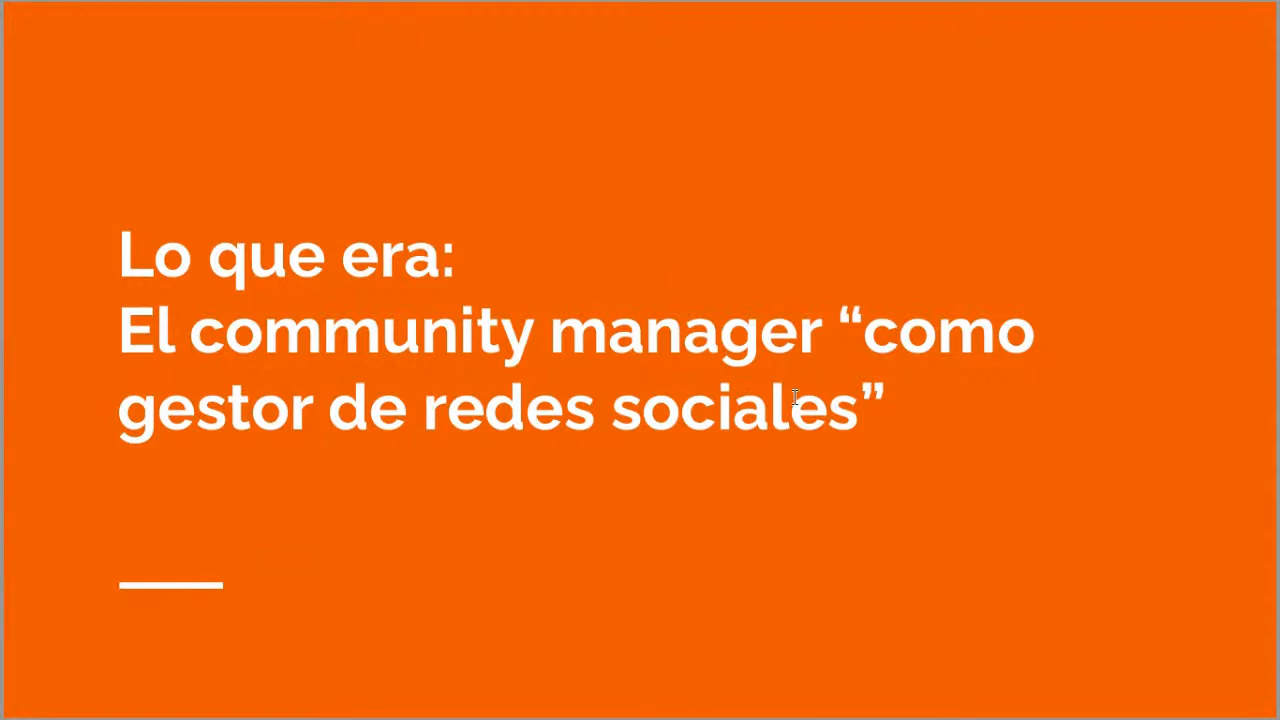 Lo que era:
El community manager “como
gestor de redes sociales”